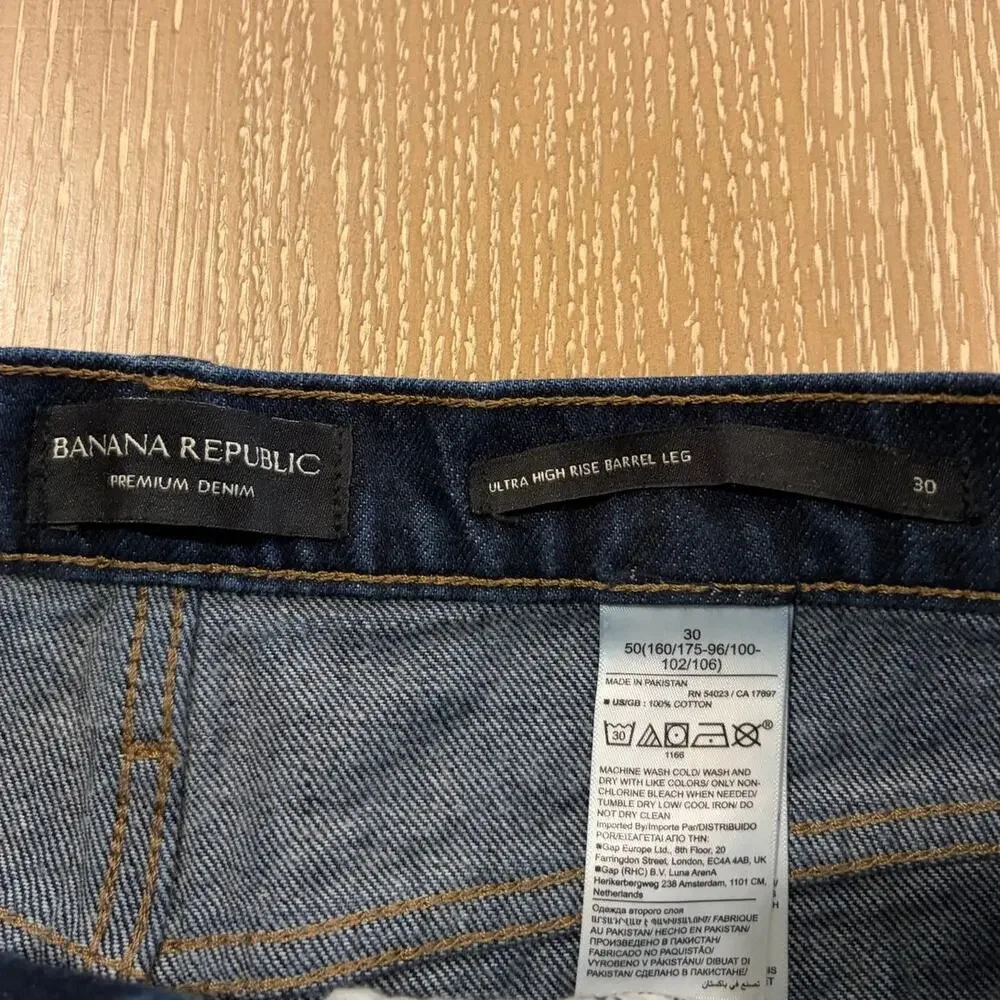 BANANA REPUBLIC
PREMIUM DENIM
ULTRA HIGH RISE BARREL LEG
30
30
50(160/175-96/100-
102/106)
MADE IN PAKISTAN
RN 54023 / CA 17897
■ US/GB : 100% COTTON
30
®
1166
MACHINE WASH COLD/ WASH AND
DRY WITH LIKE COLORS/ ONLY NON-
CHLORINE BLEACH WHEN NEEDED/
TUMBLE DRY LOW/ COOL IRON/ DO
NOT DRY CLEAN
Imported By/Importe Par/DISTRIBUIDO
POR/ΕΙΣΑΓΕΤΑΙ ΑΠΟ ΤΗΝ:
■Gap Europe Ltd., 8th Floor, 20
Farringdon Street, London, EC4A 4AB, UK
■Gap (RHC) B.V. Luna ArenA
Herikerbergweg 238 Amsterdam, 1101 CM,
Netherlands
Одежда второго слоя
FABRIQUE
AU PAKISTAN/ HECHO EN PAKISTAN/
ПРОИЗВЕДЕНО В ПАКИСТАН/
FABRICADO NO PAQUISTÃO/
VYROBENO V PÁKISTÁNU/ DIBUAT DI
PAKISTAN/ СДЕЛАНО В ПАКИСТАНЕ/
تصنع في باكستان